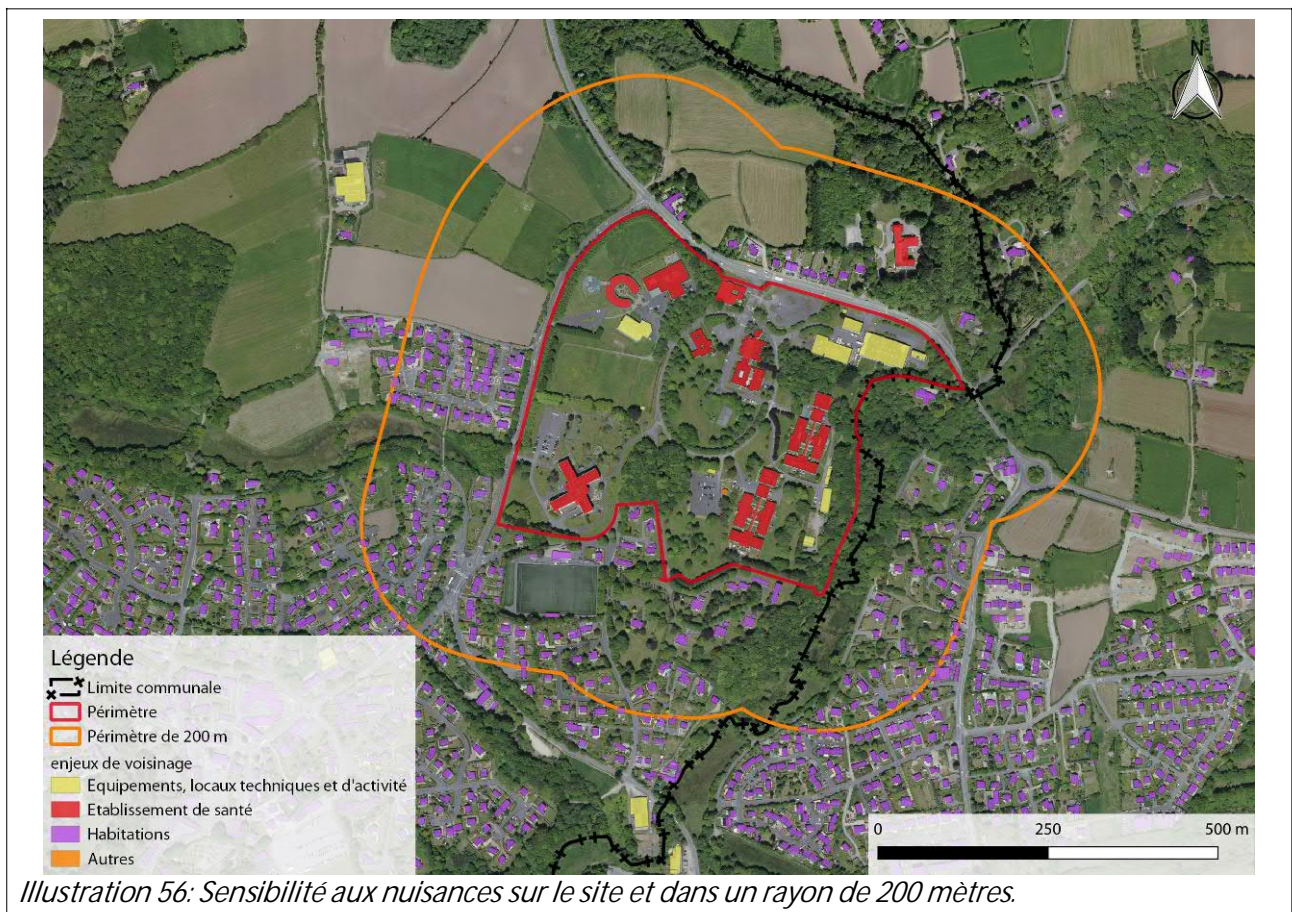 N
Légende
Limite communale
Périmètre
Périmètre de 200 m
enjeux de voisinage
Equipements, locaux techniques et d'activité
Etablissement de santé
Habitations
Autres
0 250 500 m
Illustration 56: Sensibilité aux nuisances sur le site et dans un rayon de 200 mètres.